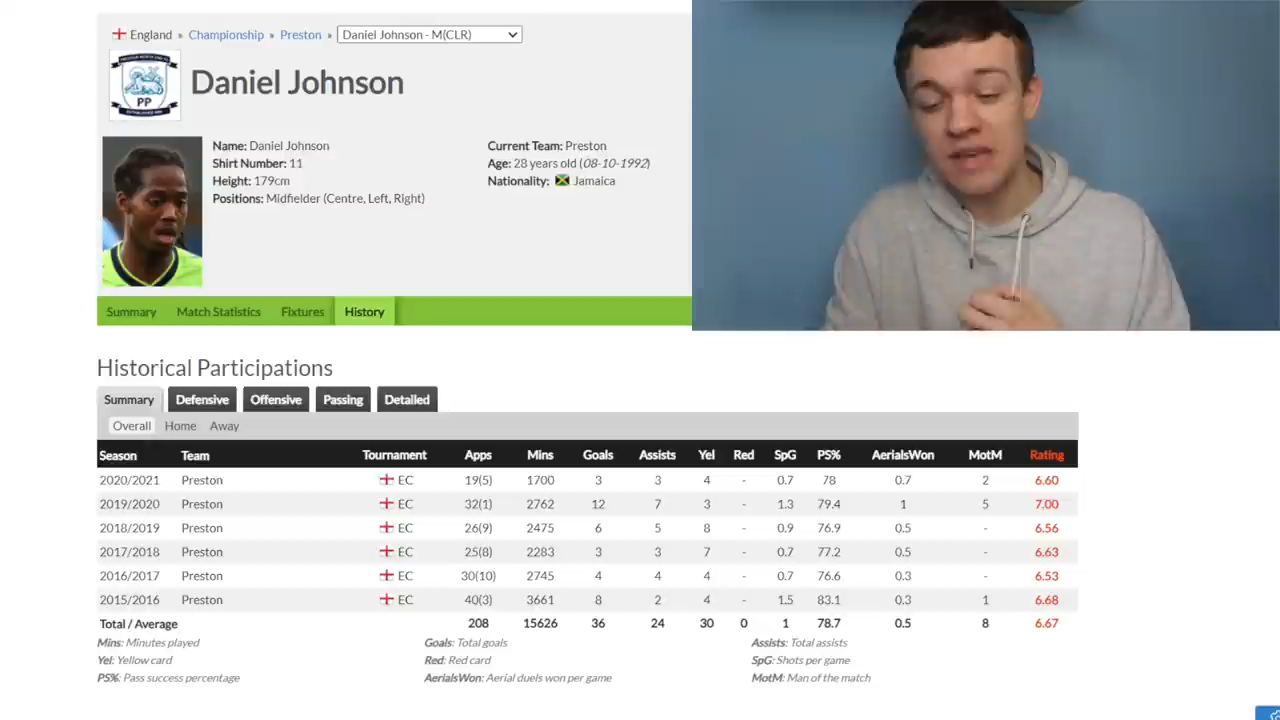 England » Championship » Preston » Daniel Johnson - M(CLR)
PP
Daniel Johnson
Name: Daniel Johnson
Shirt Number: 11
Height: 179cm
Positions: Midfielder (Centre, Left, Right)
Current Team: Preston
Age: 28 years old (08-10-1992)
Nationality: Jamaica
Summary Match Statistics Fixtures History
Historical Participations
Summary Defensive Offensive Passing Detailed
Overall Home Away
Season Team Tournament Apps Mins Goals Assists Yel Red SpG PS% AerialsWon MotM Rating
2020/2021 Preston EC 19(5) 1700 3 3 4 - 0.7 78 0.7 2 6.60
2019/2020 Preston EC 32(1) 2762 12 7 3 - 1.3 79.4 1 5 7.00
2018/2019 Preston EC 26(9) 2475 6 5 8 - 0.9 76.9 0.5 - 6.56
2017/2018 Preston EC 25(8) 2283 3 3 7 - 0.7 77.2 0.5 - 6.63
2016/2017 Preston EC 30(10) 2745 4 4 4 - 0.7 76.6 0.3 - 6.53
2015/2016 Preston EC 40(3) 3661 8 2 4 - 1.5 83.1 0.3 1 6.68
Total / Average 208 15626 36 24 30 0 1 78.7 0.5 8 6.67
Mins: Minutes played Goals: Total goals Assists: Total assists
Yel: Yellow card Red: Red card SpG: Shots per game
PS%: Pass success percentage AerialsWon: Aerial duels won per game MotM: Man of the match